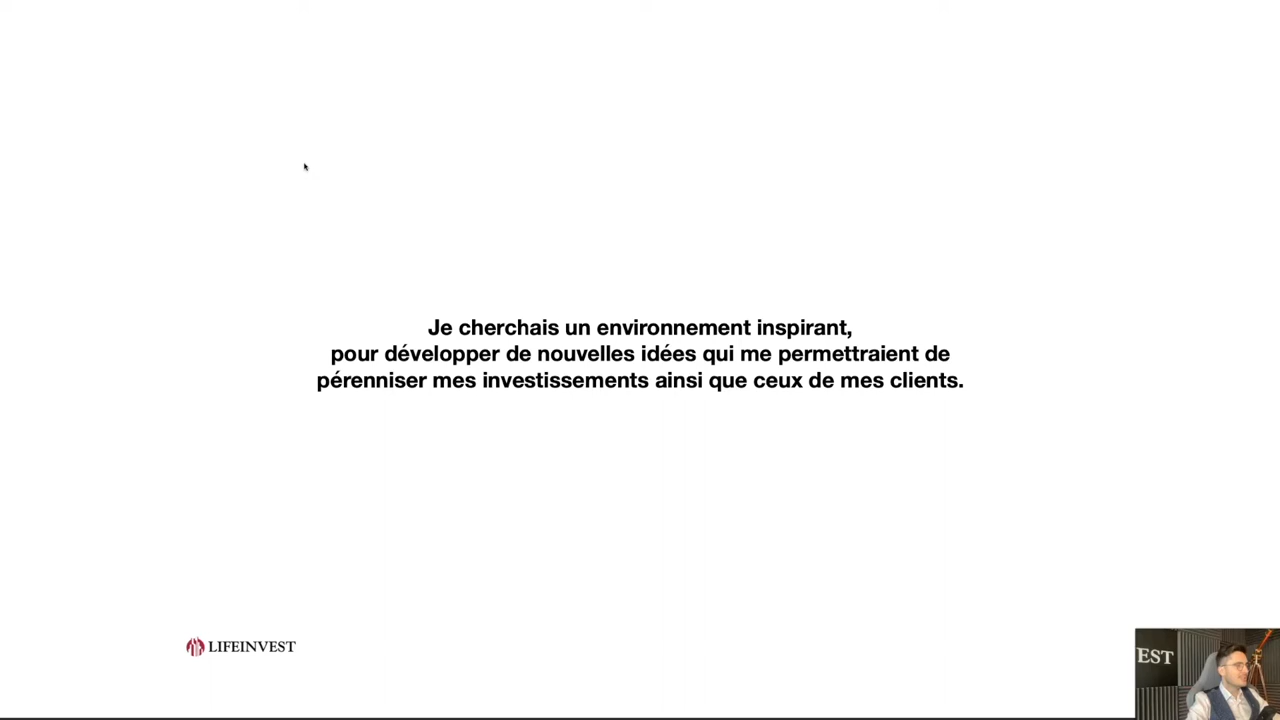 Je cherchais un environnement inspirant,
pour développer de nouvelles idées qui me permettraient de
pérenniser mes investissements ainsi que ceux de mes clients.
LIFEINVEST
EST